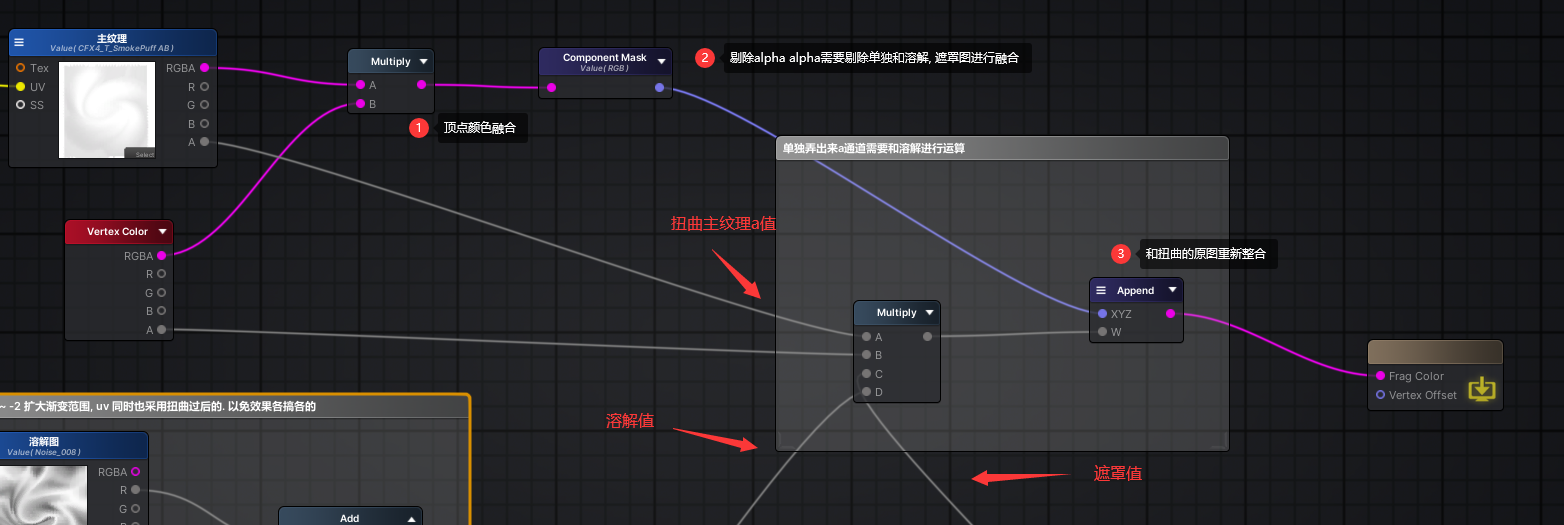 主纹理
Value( CFX4_T_SmokePuff AB )
Tex
UV
SS
Select
RGBA
R
G
B
A
Multiply
A
B
Component Mask
Value( RGB )
2
剔除alpha alpha需要剔除单独和溶解, 遮罩图进行融合
1
顶点颜色融合
单独弄出来a通道需要和溶解进行运算
Vertex Color
RGBA
R
G
B
A
扭曲主纹理a值
3
和扭曲的原图重新整合
Append
XYZ
W
Multiply
A
B
C
D
Frag Color
Vertex Offset
~ -2 扩大渐变范围, uv 同时也采用扭曲过后的. 以免效果各搞各的
溶解值
遮罩值
溶解图
Value( Noise_008 )
RGBA
R
G
Add